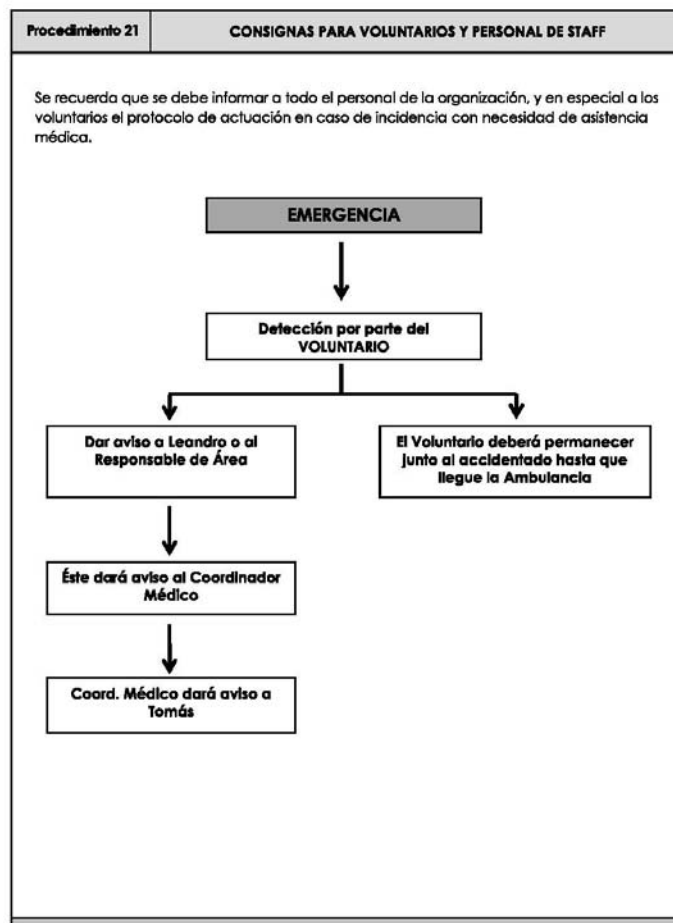 Procedimiento 21
CONSIGNAS PARA VOLUNTARIOS Y PERSONAL DE STAFF
Se recuerda que se debe informar a todo el personal de la organización, y en especial a los
voluntarios el protocolo de actuación en caso de incidencia con necesidad de asistencia
médica.
EMERGENCIA
Detección por parte del
VOLUNTARIO
Dar aviso a Leandro o al
Responsable de Área
El Voluntario deberá permanecer
junto al accidentado hasta que
llegue la Ambulancia
Éste dará aviso al Coordinador
Médico
Coord. Médico dará aviso a
Tomás